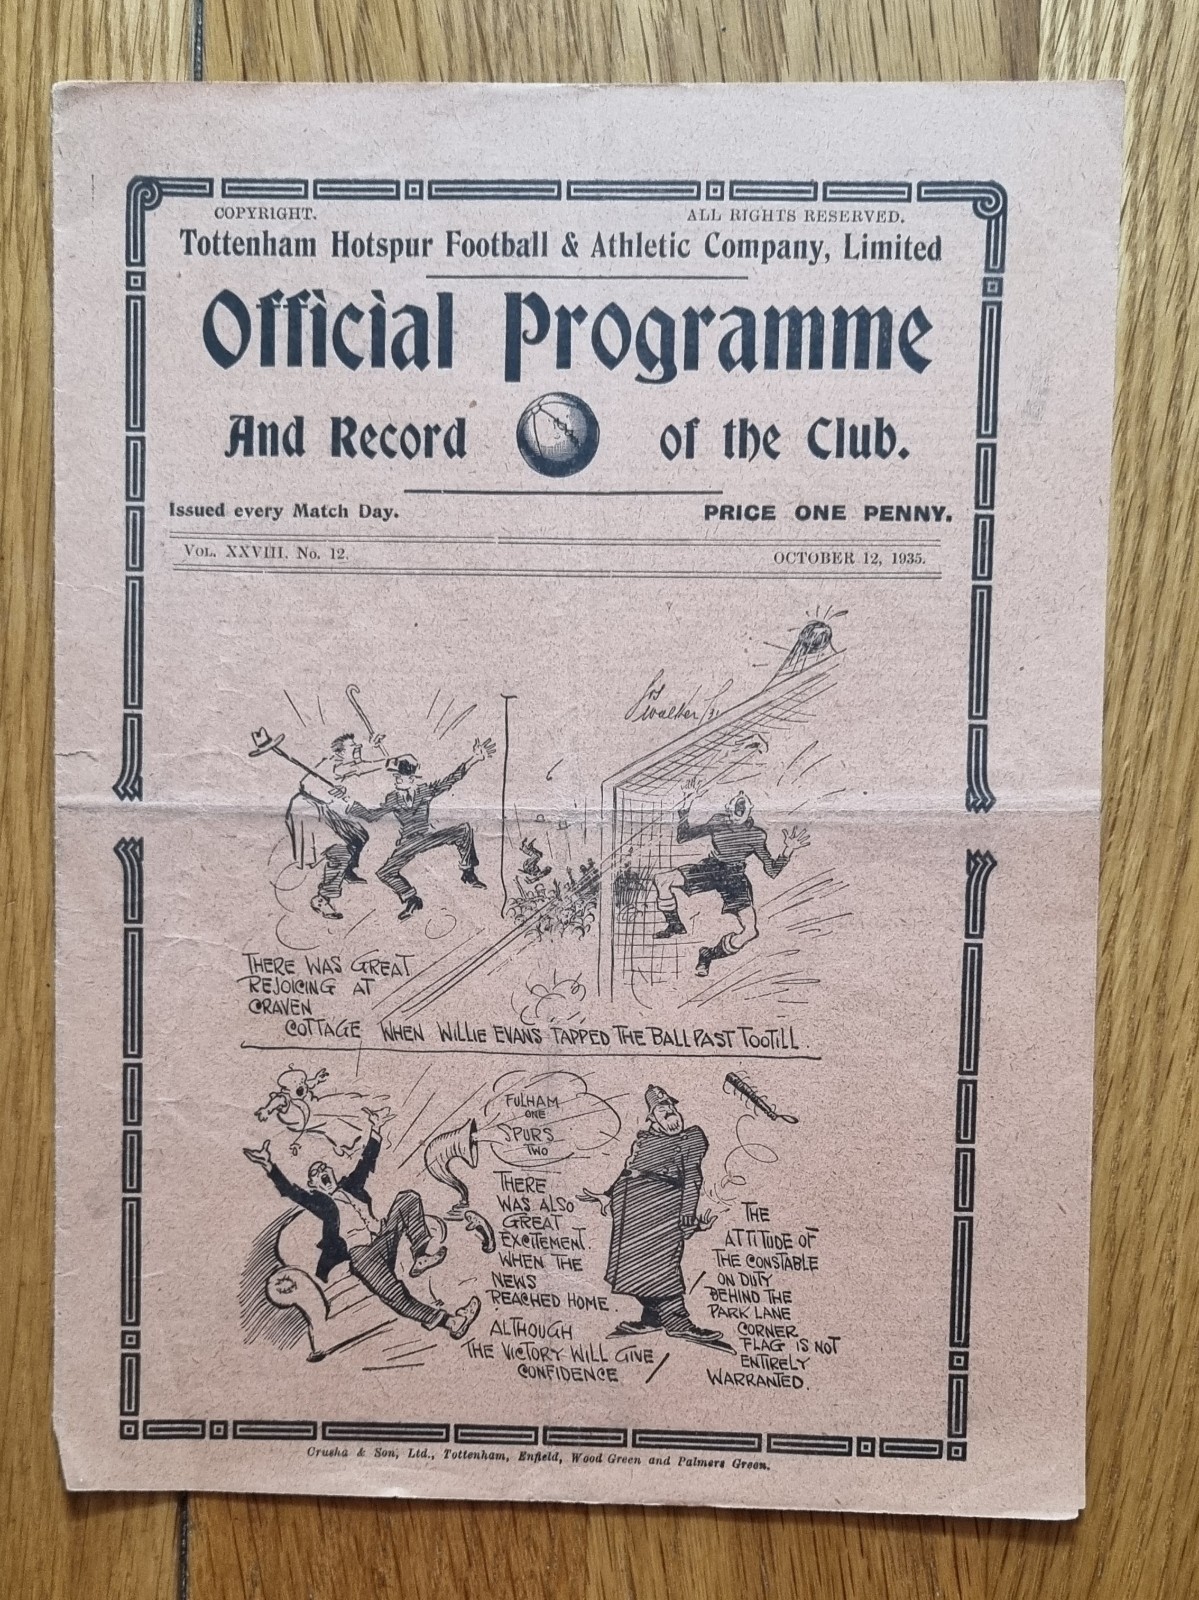 COPYRIGHT.
ALL RIGHTS RESERVED.
Tottenham Hotspur Football & Athletic Company, Limited
Official Programme
And Record of the Club.
Issued every Match Day.
PRICE ONE PENNY.
VOL. XXVIII. No. 12.
OCTOBER 12, 1935.
Walker
THERE WAS GREAT
REJOICING AT
CRAVEN
COTTAGE WHEN WILLIE EVANS TAPPED THE BALL PAST TOOTILL.
FULHAM
ONE
SPURS
TWO
THERE
WAS ALSO
GREAT
EXCITEMENT.
WHEN THE
NEWS
REACHED HOME.
ALTHOUGH
THE VICTORY WILL GIVE
CONFIDENCE
THE
ATTITUDE OF
THE CONSTABLE
ON DUTY
BEHIND THE
PARK LANE
CORNER
FLAG IS NOT
ENTIRELY
WARRANTED.
Crusha & Son, Ltd., Tottenham, Enfield, Wood Green and Palmers Green.